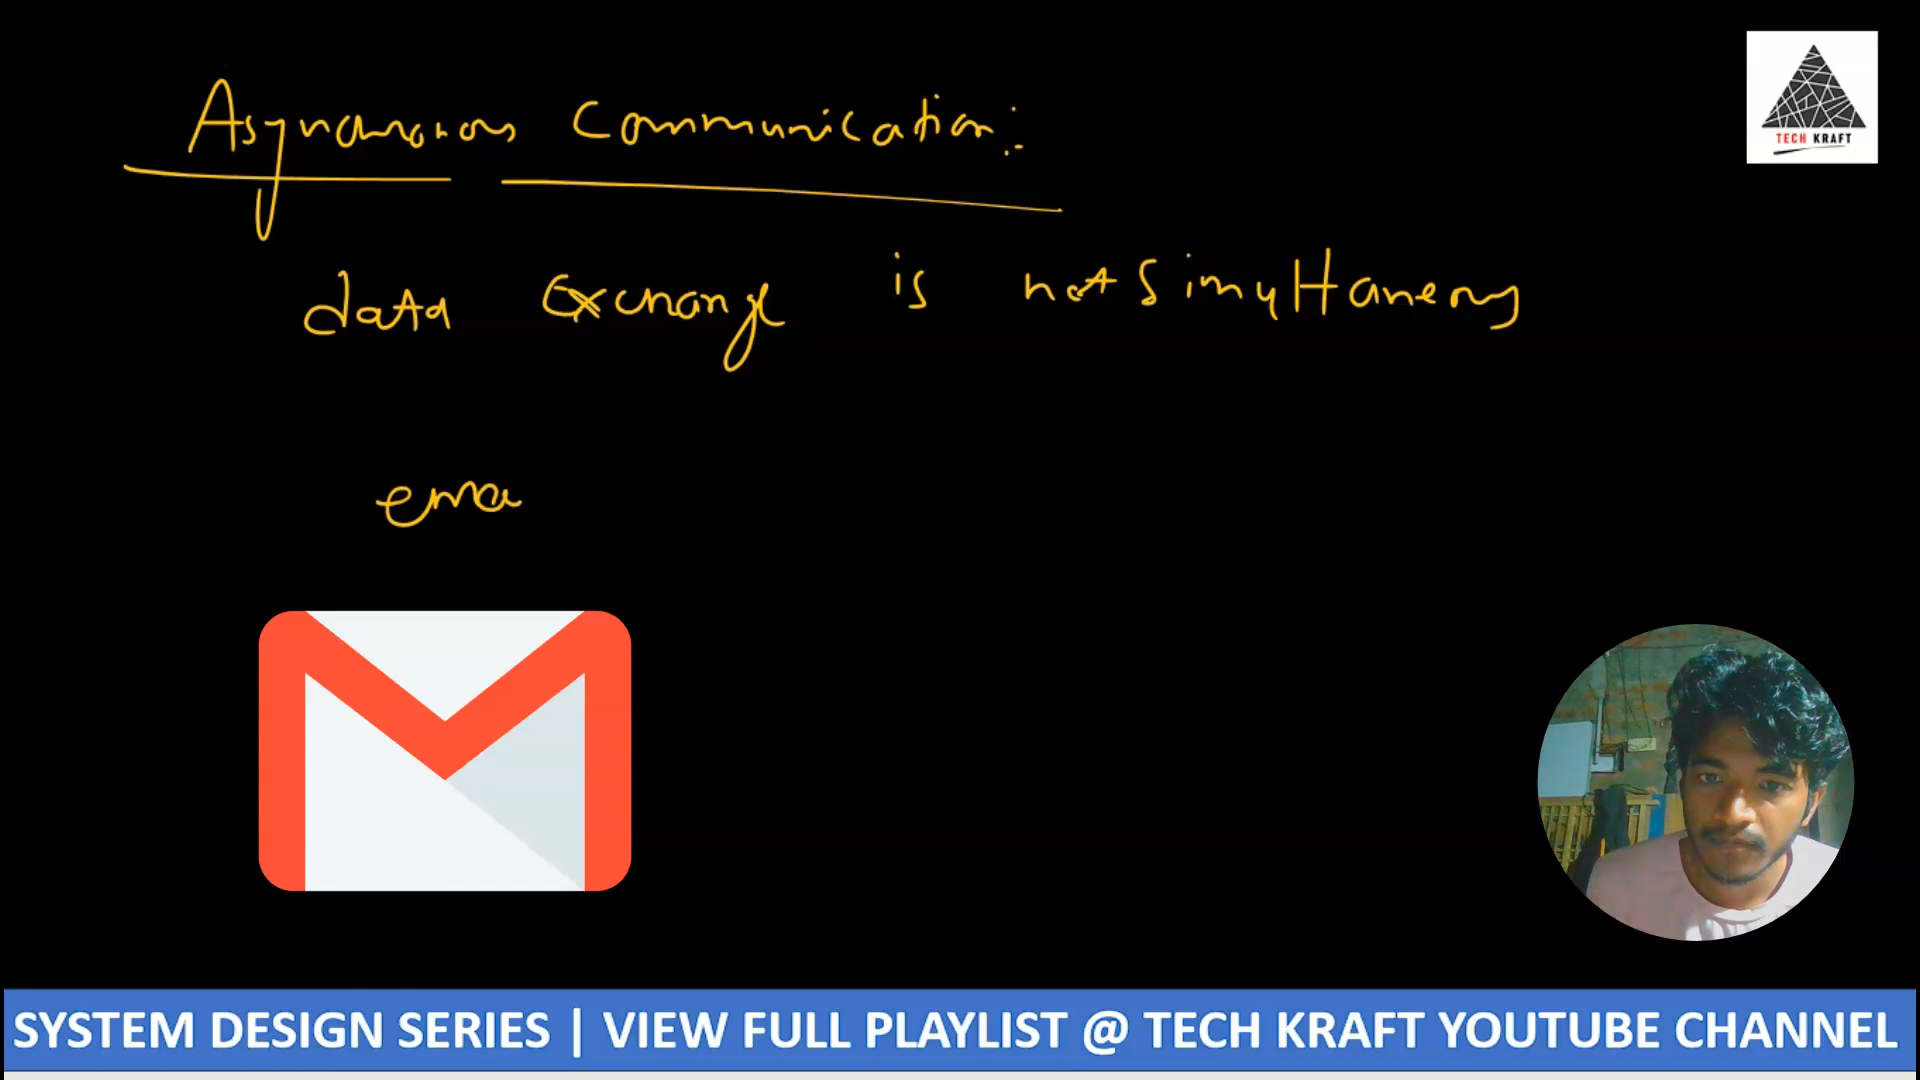 Asynchronous Communication:-
TECH KRAFT
data Exchange is not Simultaneous
ema
SYSTEM DESIGN SERIES | VIEW FULL PLAYLIST @ TECH KRAFT YOUTUBE CHANNEL